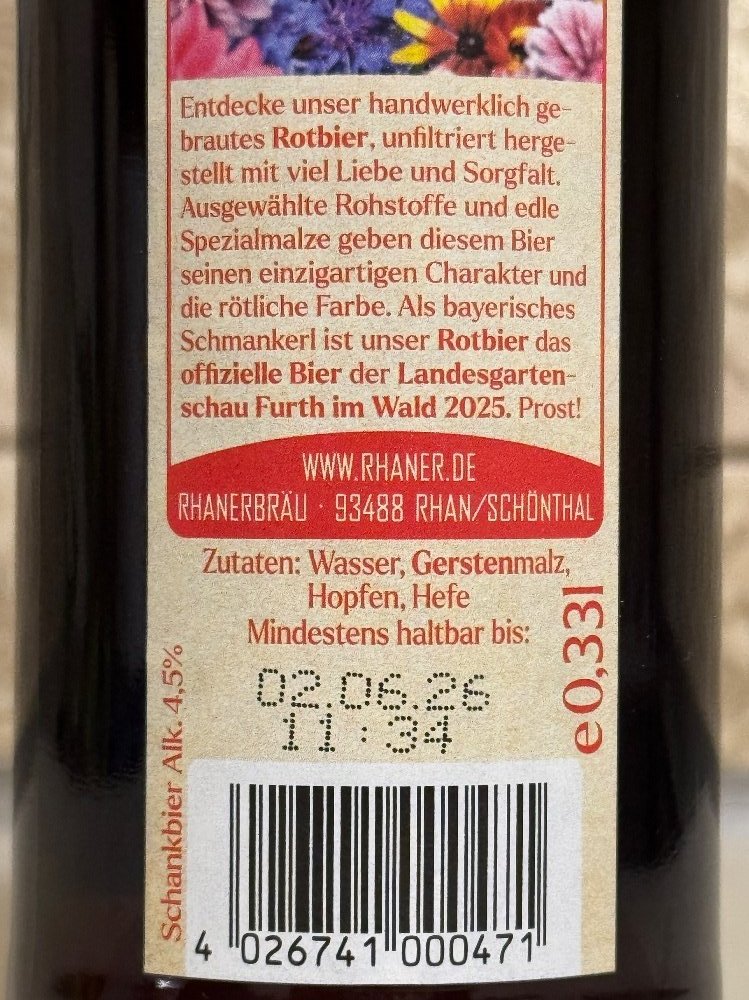 Entdecke unser handwerklich ge-
brautes Rotbier, unfiltriert herge-
stellt mit viel Liebe und Sorgfalt.
Ausgewählte Rohstoffe und edle
Spezialmalze geben diesem Bier
seinen einzigartigen Charakter und
die rötliche Farbe. Als bayerisches
Schmankerl ist unser Rotbier das
offizielle Bier der Landesgarten-
schau Furth im Wald 2025. Prost!
WWW.RHANER.DE
RHANERBRÄU · 93488 RHAN/SCHÖNTHAL
Zutaten: Wasser, Gerstenmalz,
Hopfen, Hefe
Mindestens haltbar bis:
02.06.26
11:34
e 0,33l
Schankbier Alk. 4,5%
4 026741 000471